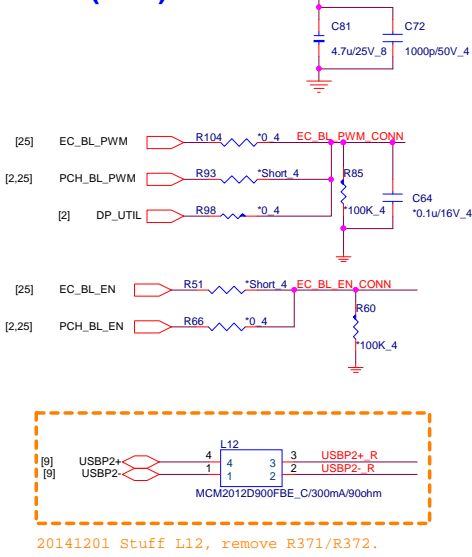 C81 C72
4.7u/25V_8 1000p/50V_4
[25] EC_BL_PWM R104 *0_4 EC_BL_PWM_CONN
[2,25] PCH_BL_PWM R93 *Short_4 R85
[2] DP_UTIL R98 *0_4 *100K_4 C64
*0.1u/16V_4
[25] EC_BL_EN R51 *Short_4 EC_BL_EN_CONN
[2,25] PCH_BL_EN R66 *0_4 R60
*100K_4
L12
[9] USBP2+ 4 4 3 3 USBP2+_R
[9] USBP2- 1 1 2 2 USBP2-_R
MCM2012D900FBE_C/300mA/90ohm
20141201 Stuff L12, remove R371/R372.